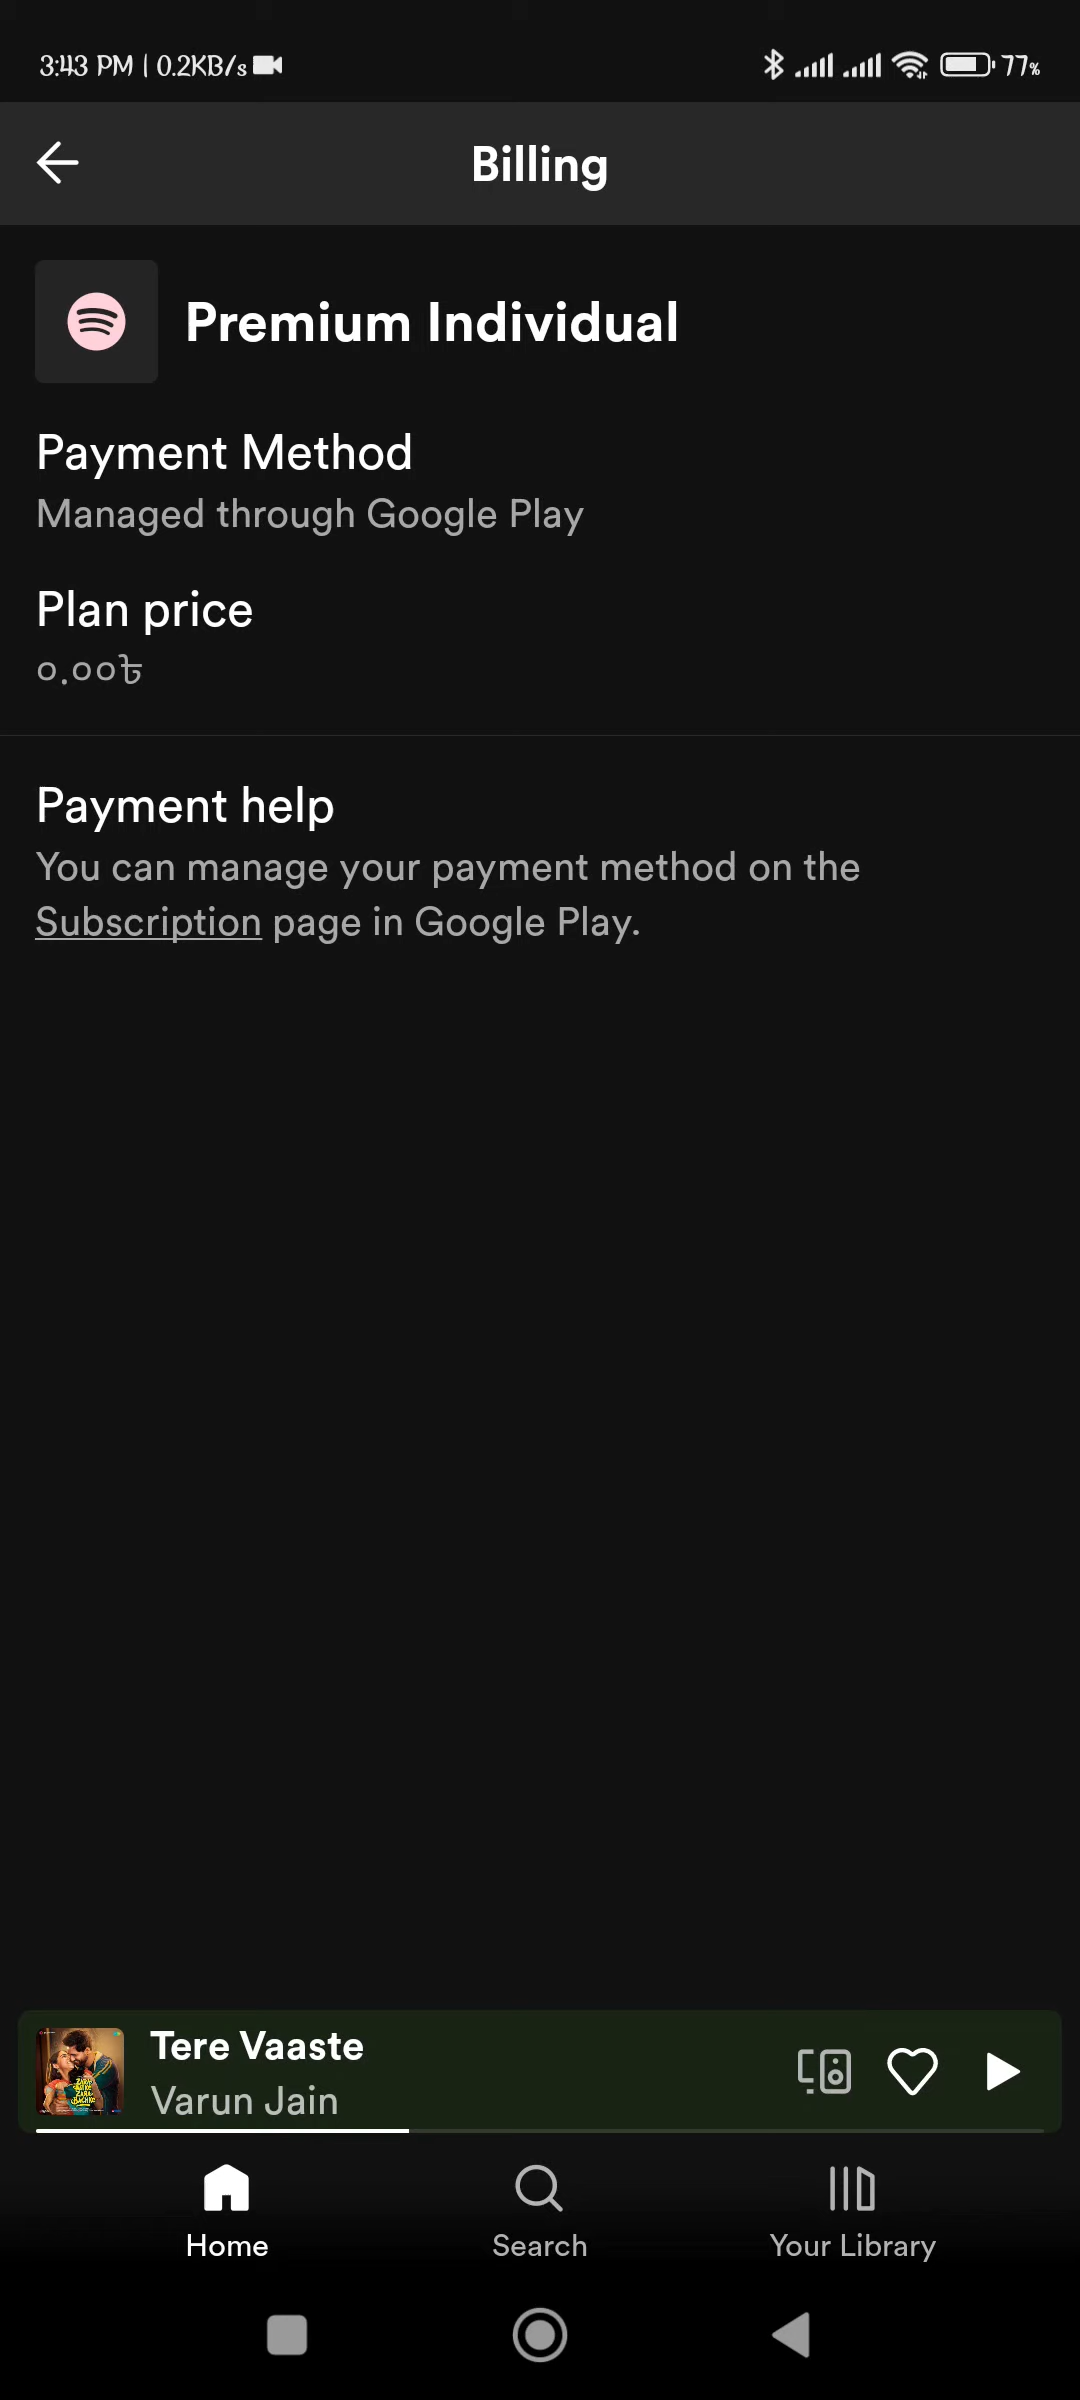 3:43 PM | 0.2KB/s
77%
Billing
Premium Individual
Payment Method
Managed through Google Play
Plan price
০.০০৳
Payment help
You can manage your payment method on the
Subscription page in Google Play.
Tere Vaaste
Varun Jain
Home
Search
Your Library